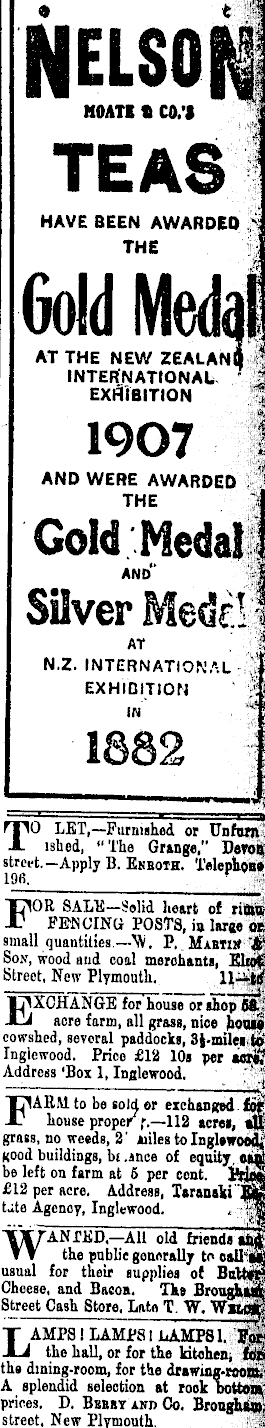 NELSON
MOATE & CO.'S
TEAS
HAVE BEEN AWARDED
THE
Gold Medal
AT THE NEW ZEALAND
INTERNATIONAL
EXHIBITION
1907
AND WERE AWARDED
THE
Gold Medal
AND
Silver Medal
AT
N.Z. INTERNATIONAL
EXHIBITION
IN
1882
TO LET,—Furnished or Unfurn
ished, "The Grange," Devon
street.—Apply B. ENROTH. Telephone
196.
FOR SALE—Solid heart of rimu
FENCING POSTS, in large or
small quantities.—W. P. MARTIN &
SON, wood and coal merchants, Eliot
Street, New Plymouth. 11—tc
EXCHANGE for house or shop 58
acre farm, all grass, nice house
cowshed, several paddocks, 3½-miles to
Inglewood. Price £12 10s per acre.
Address 'Box 1, Inglewood.
FARM to be sold or exchanged for
house property.—112 acres, all
grass, no weeds, 2 miles to Inglewood,
good buildings, balance of equity can
be left on farm at 5 per cent. Price
£12 per acre. Address, Taranaki Es-
tate Agency, Inglewood.
WANTED,—All old friends and
the public generally to call as
usual for their supplies of Butter
Cheese, and Bacon. The Brougham
Street Cash Store, Late T. W. WELCH
LAMPS! LAMPS! LAMPS!. For
the hall, or for the kitchen, for
the dining-room, for the drawing-room.
A splendid selection at rook bottom
prices. D. BERRY AND Co. Brougham
street, New Plymouth.